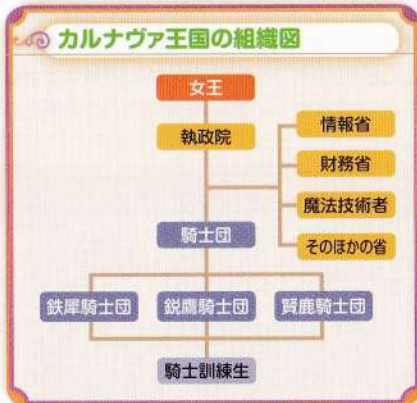 カルナヴァ王国の組織図
女王
執政院
情報省
財務省
魔法技術者
そのほかの省
騎士団
鉄犀騎士団
鋭鷹騎士団
賢鹿騎士団
騎士訓練生